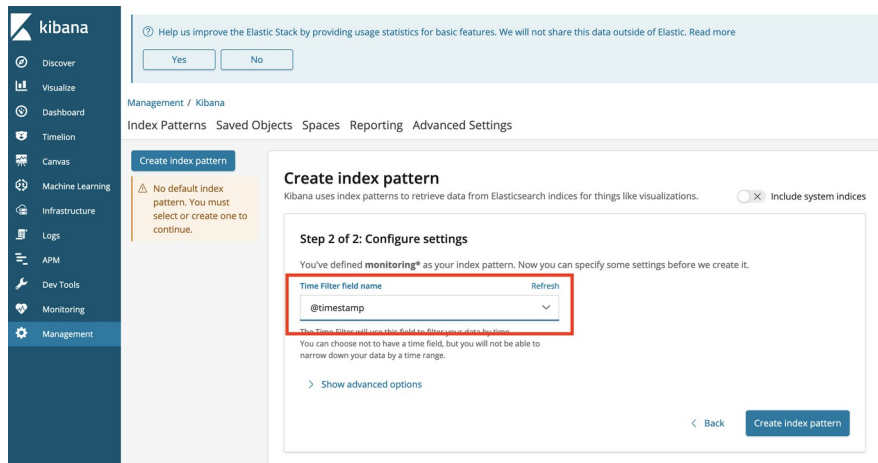 kibana
Discover
Visualize
Dashboard
Timelion
Canvas
Machine Learning
Infrastructure
Logs
APM
Dev Tools
Monitoring
Management
Help us improve the Elastic Stack by providing usage statistics for basic features. We will not share this data outside of Elastic. Read more
Yes No
Management / Kibana
Index Patterns Saved Objects Spaces Reporting Advanced Settings
Create index pattern
No default index
pattern. You must
select or create one to
continue.
Create index pattern
Kibana uses index patterns to retrieve data from Elasticsearch indices for things like visualizations.
Include system indices
Step 2 of 2: Configure settings
You've defined monitoring* as your index pattern. Now you can specify some settings before we create it.
Time Filter field name Refresh
@timestamp
The Time Filter will use this field to filter your data by time.
You can choose not to have a time field, but you will not be able to
narrow down your data by a time range.
Show advanced options
Back Create index pattern